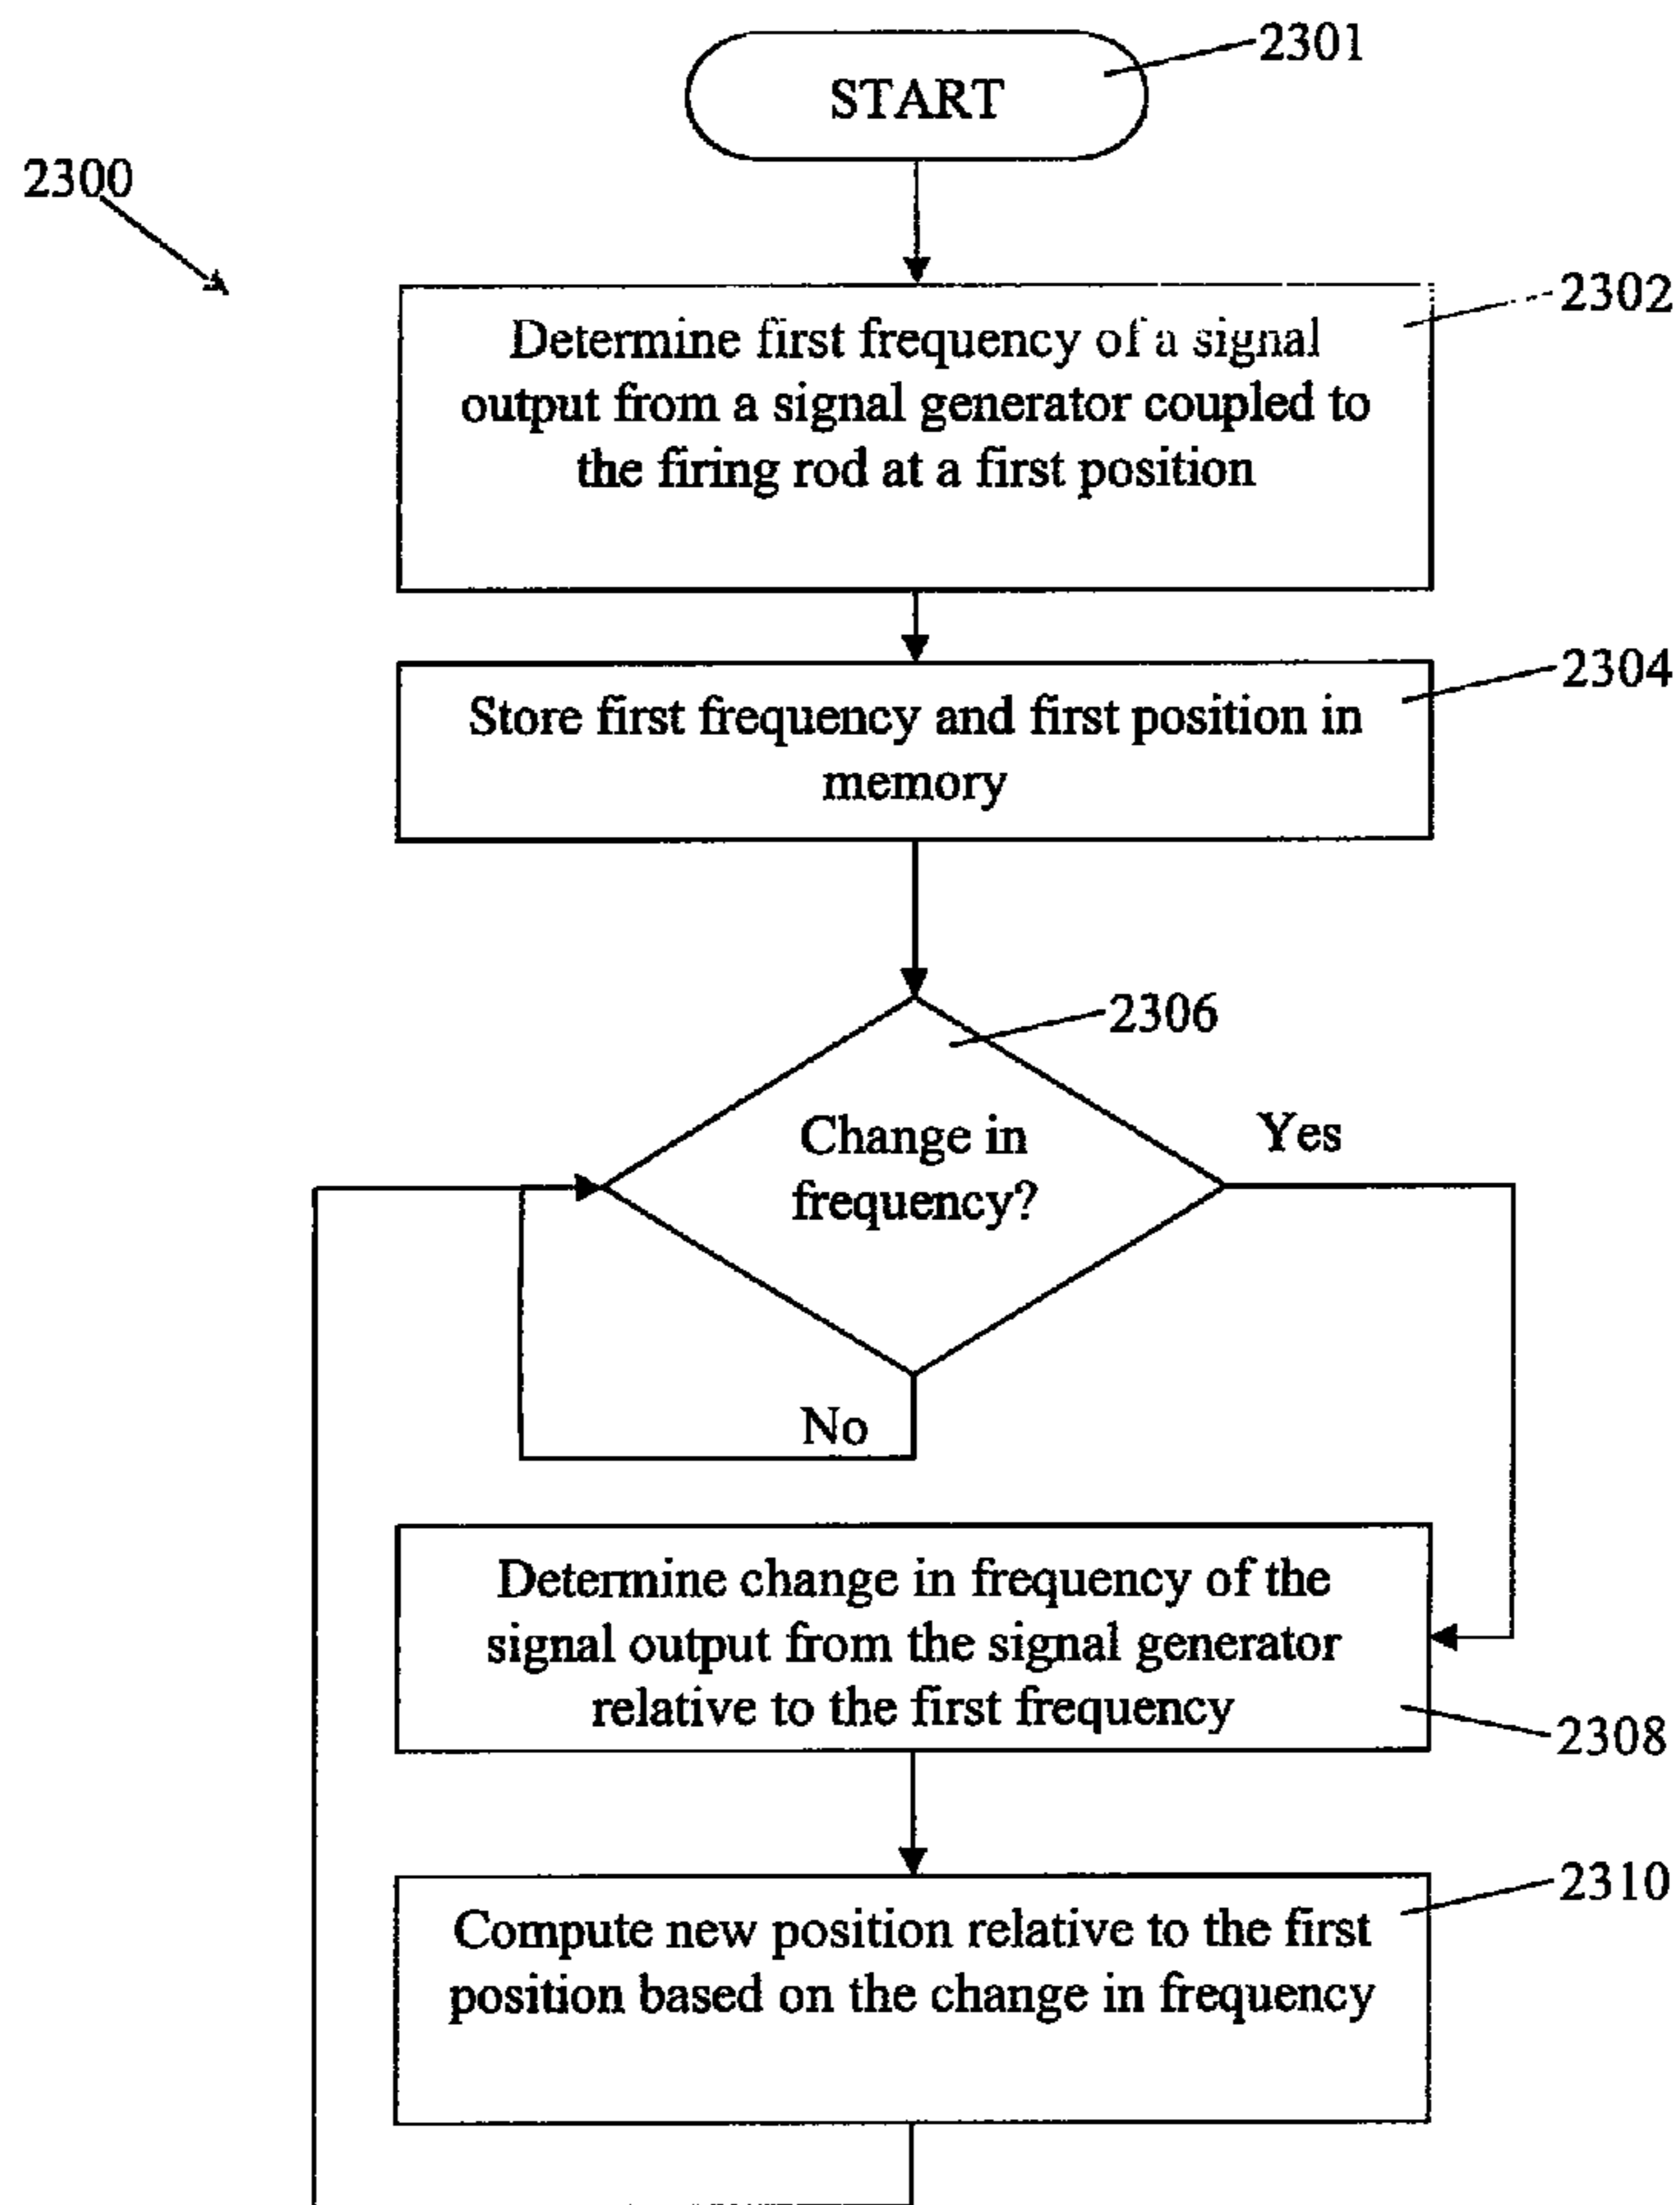 2301
START
2300
2302
Determine first frequency of a signal
output from a signal generator coupled to
the firing rod at a first position
2304
Store first frequency and first position in
memory
2306
Change in
frequency?
Yes
No
Determine change in frequency of the
signal output from the signal generator
relative to the first frequency
2308
2310
Compute new position relative to the first
position based on the change in frequency